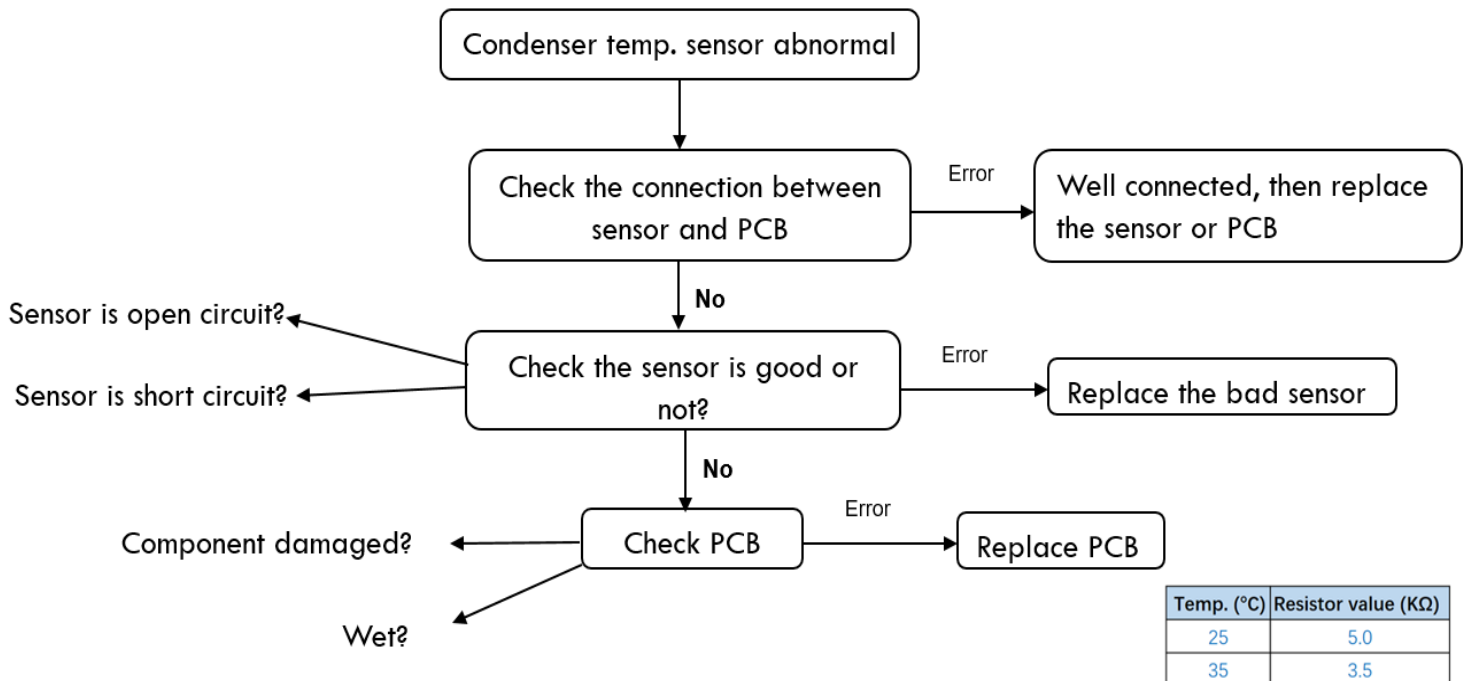 Condenser temp. sensor abnormal
Check the connection between
sensor and PCB
Error
Well connected, then replace
the sensor or PCB
No
Sensor is open circuit?
Sensor is short circuit?
Check the sensor is good or
not?
Error
Replace the bad sensor
No
Component damaged?
Wet?
Check PCB
Error
Replace PCB
Temp. (°C) Resistor value (KΩ)
25 5.0
35 3.5